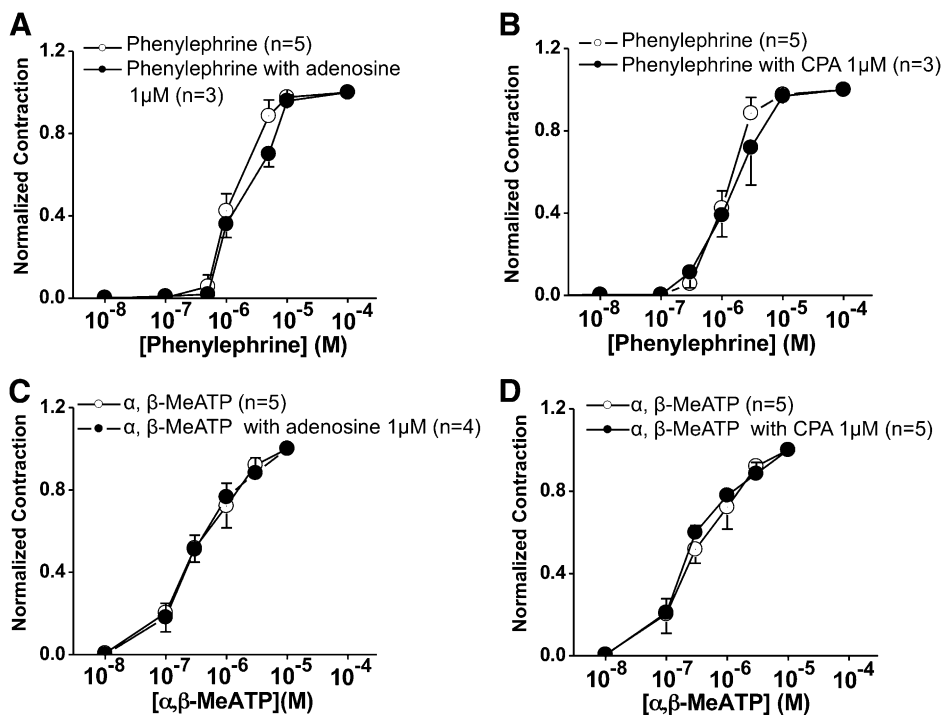 A
Phenylephrine (n=5)
Phenylephrine with adenosine
1µM (n=3)
1.2
0.8
0.4
0.0
Normalized Contraction
10-8 10-7 10-6 10-5 10-4
[Phenylephrine] (M)
B
Phenylephrine (n=5)
Phenylephrine with CPA 1µM (n=3)
1.2
0.8
0.4
0.0
Normalized Contraction
10-8 10-7 10-6 10-5 10-4
[Phenylephrine] (M)
C
α, β-MeATP (n=5)
α, β-MeATP with adenosine 1µM (n=4)
1.2
0.8
0.4
0.0
Normalized Contraction
10-8 10-7 10-6 10-5 10-4
[α,β-MeATP](M)
D
α, β-MeATP (n=5)
α, β-MeATP with CPA 1µM (n=5)
1.2
0.8
0.4
0.0
Normalized Contraction
10-8 10-7 10-6 10-5 10-4
[α,β-MeATP] (M)